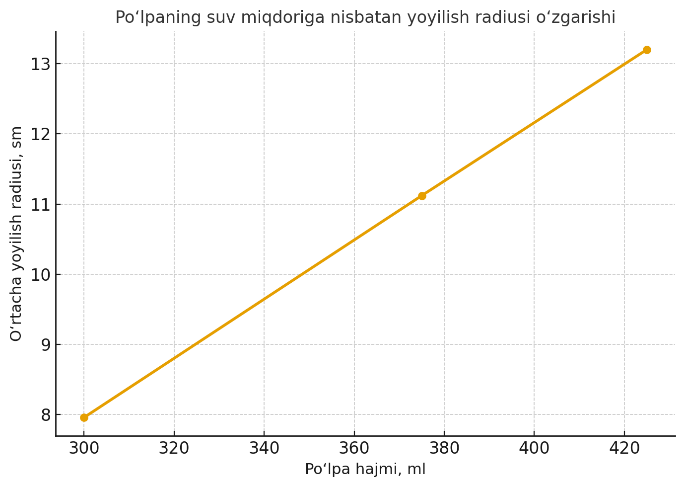 Po‘lpaning suv miqdoriga nisbatan yoyilish radiusi o‘zgarishi
O‘rtacha yoyilish radiusi, sm
13
12
11
10
9
8
300 320 340 360 380 400 420
Po‘lpa hajmi, ml